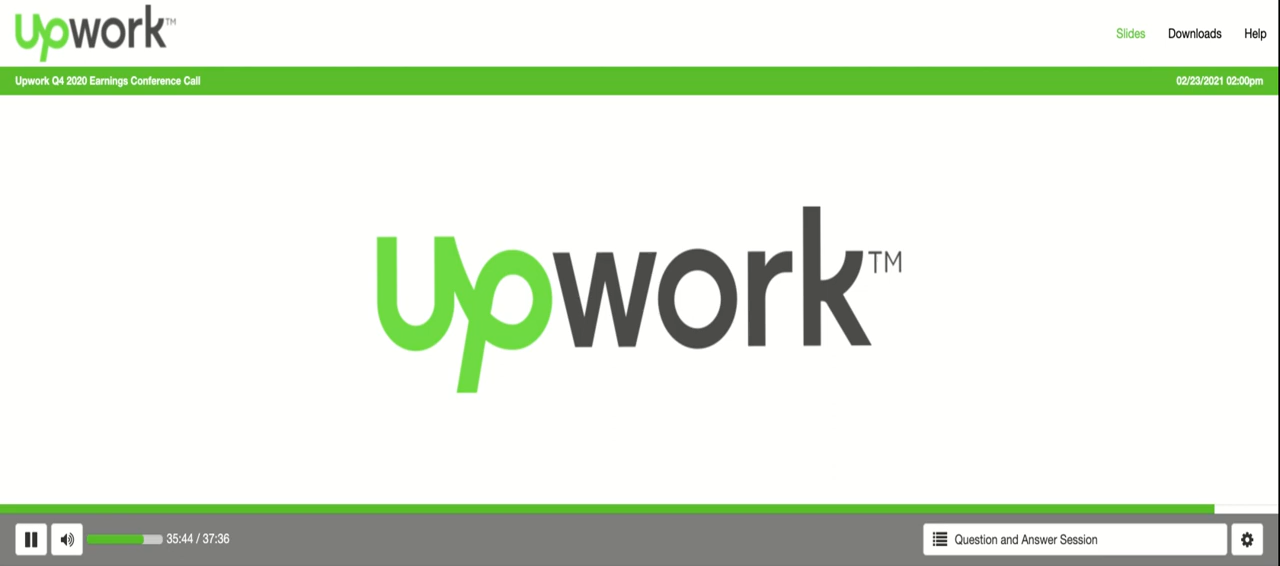 upwork™
Slides Downloads Help
Upwork Q4 2020 Earnings Conference Call 02/23/2021 02:00pm
upwork™
35:44 / 37:36 Question and Answer Session